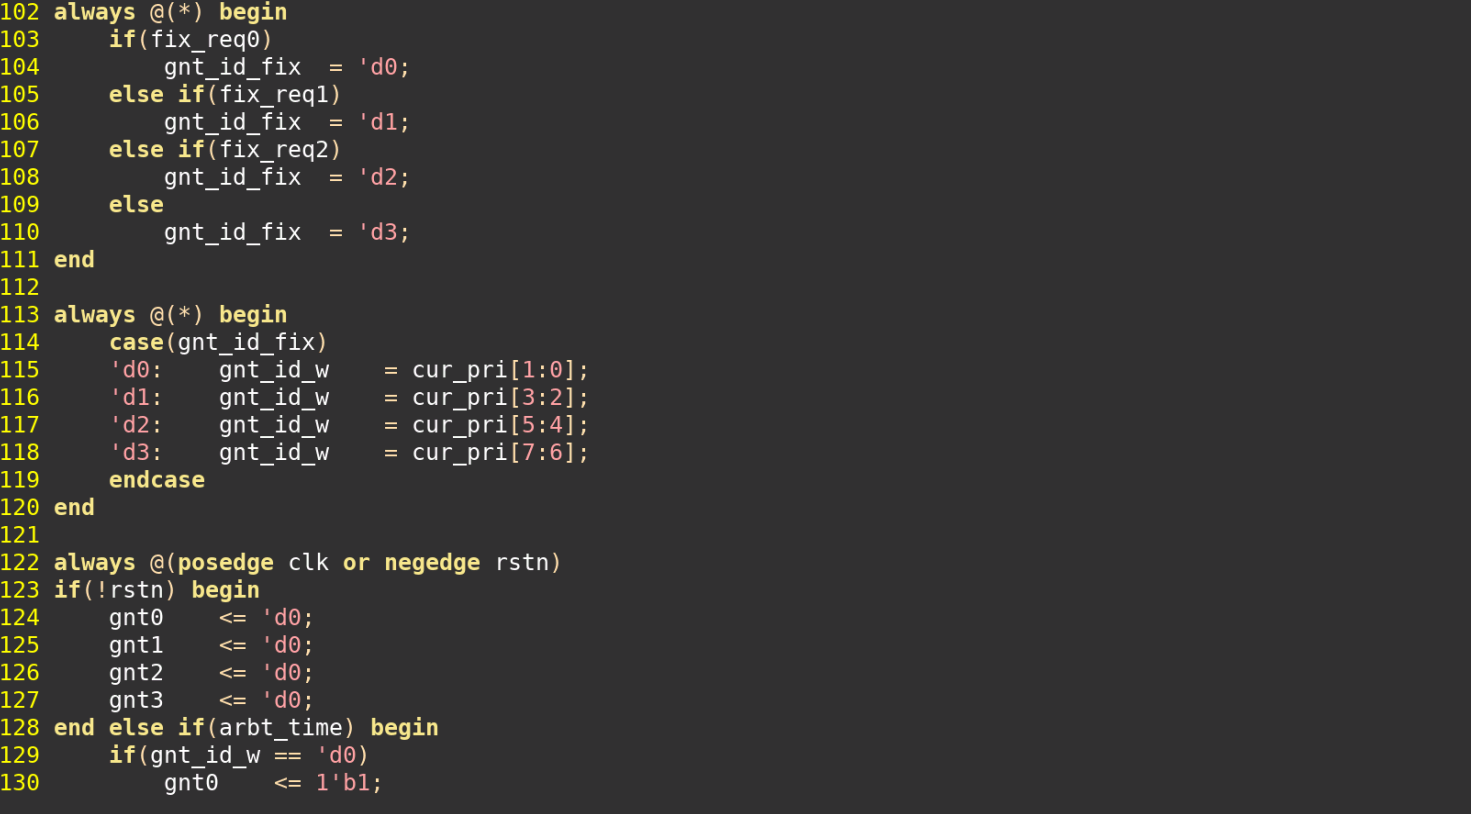 102 always @(*) begin
103     if(fix_req0)
104         gnt_id_fix  = 'd0;
105     else if(fix_req1)
106         gnt_id_fix  = 'd1;
107     else if(fix_req2)
108         gnt_id_fix  = 'd2;
109     else
110         gnt_id_fix  = 'd3;
111 end
112
113 always @(*) begin
114     case(gnt_id_fix)
115     'd0:    gnt_id_w    = cur_pri[1:0];
116     'd1:    gnt_id_w    = cur_pri[3:2];
117     'd2:    gnt_id_w    = cur_pri[5:4];
118     'd3:    gnt_id_w    = cur_pri[7:6];
119     endcase
120 end
121
122 always @(posedge clk or negedge rstn)
123 if(!rstn) begin
124     gnt0    <= 'd0;
125     gnt1    <= 'd0;
126     gnt2    <= 'd0;
127     gnt3    <= 'd0;
128 end else if(arbt_time) begin
129     if(gnt_id_w == 'd0)
130         gnt0    <= 1'b1;